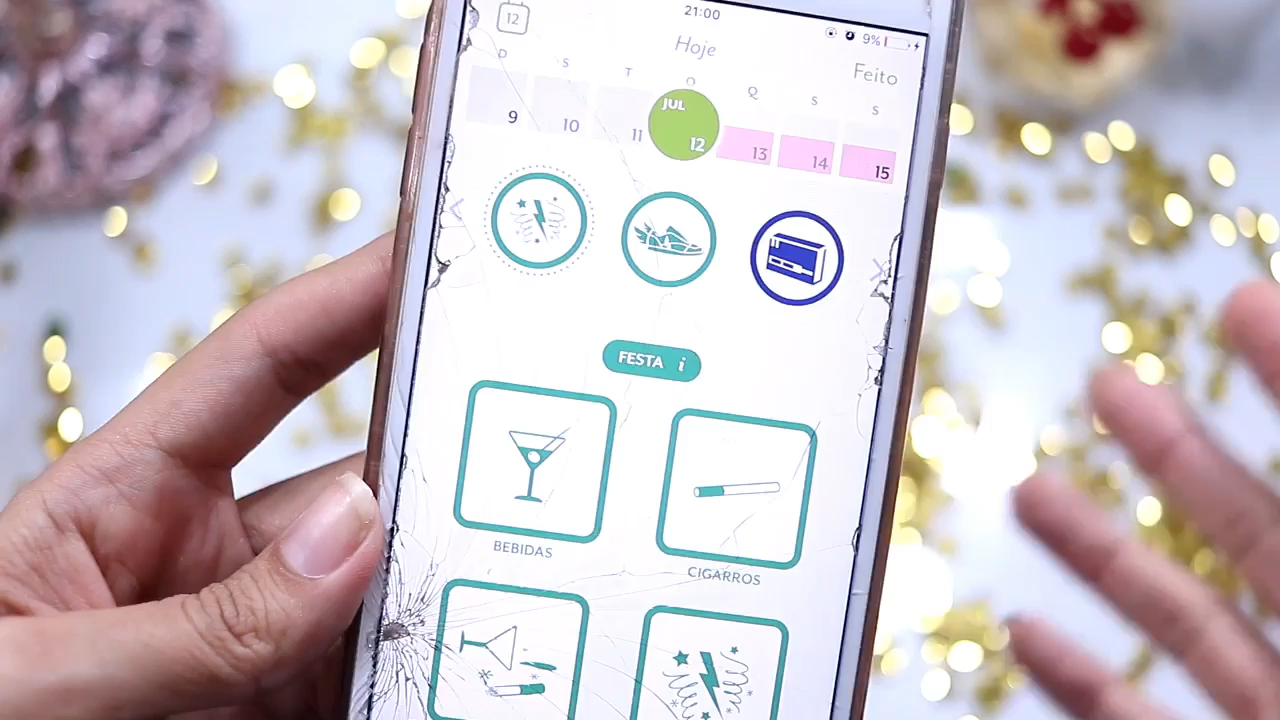 21:00
9%
12
Hoje
Feito
D S T Q Q S S
9 10 11 JUL 12 13 14 15
FESTA i
BEBIDAS
CIGARROS